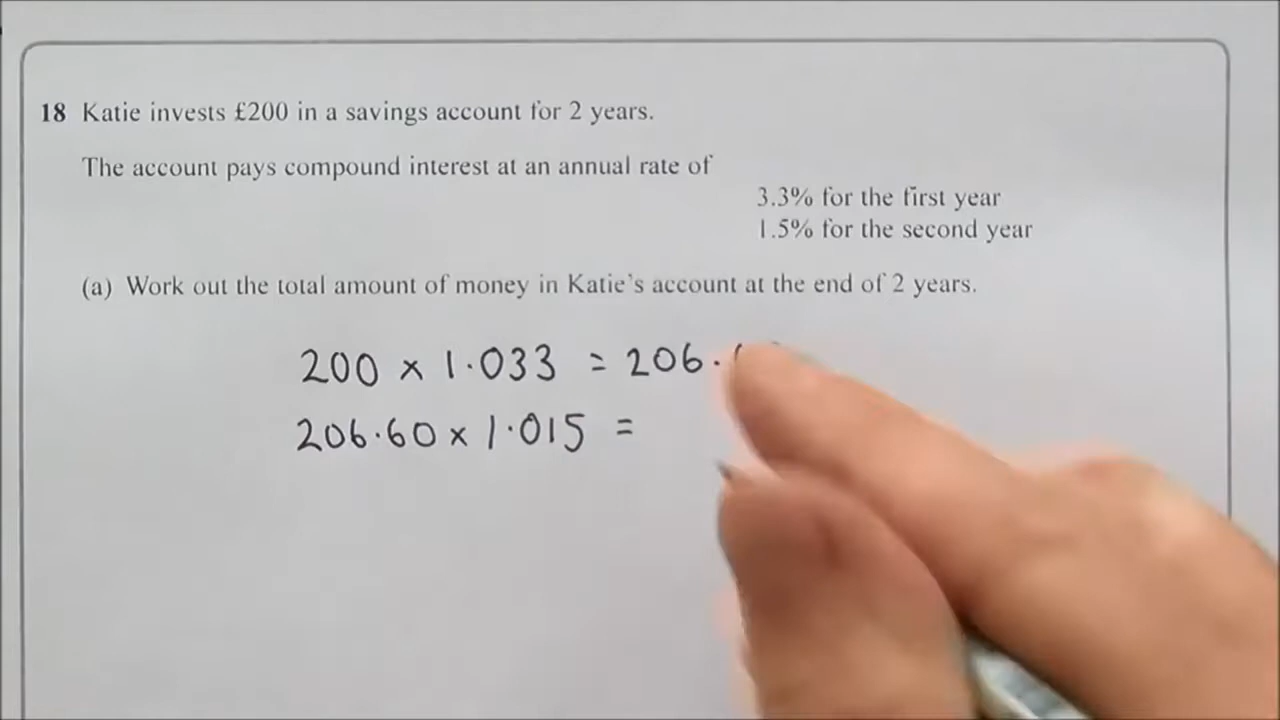 18 Katie invests £200 in a savings account for 2 years.
The account pays compound interest at an annual rate of
3.3% for the first year
1.5% for the second year
(a) Work out the total amount of money in Katie's account at the end of 2 years.
200 × 1·033 = 206·
206·60 × 1·015 =